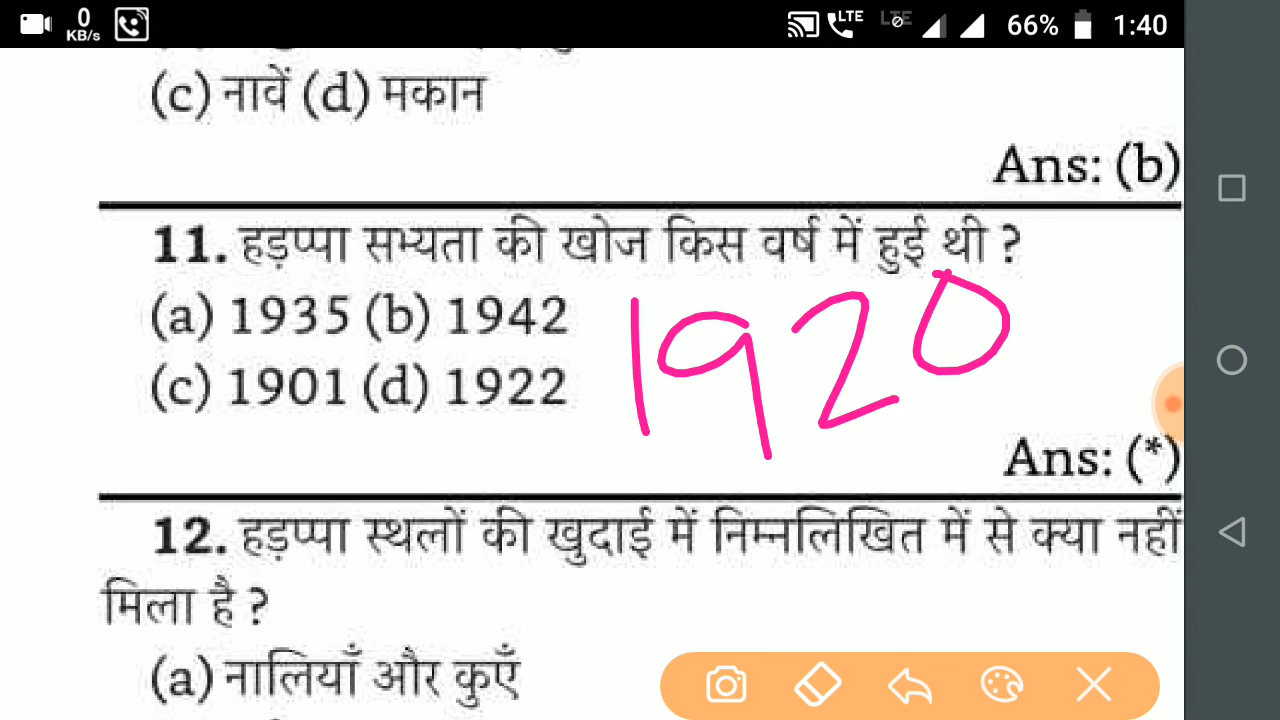 0
KB/s
LTE LTE 66% 1:40
(c) नावें (d) मकान
Ans: (b)
11. हड़प्पा सभ्यता की खोज किस वर्ष में हुई थी ?
(a) 1935 (b) 1942
(c) 1901 (d) 1922
1920
Ans: (*)
12. हड़प्पा स्थलों की खुदाई में निम्नलिखित में से क्या नहीं
मिला है ?
(a) नालियाँ और कुएँ